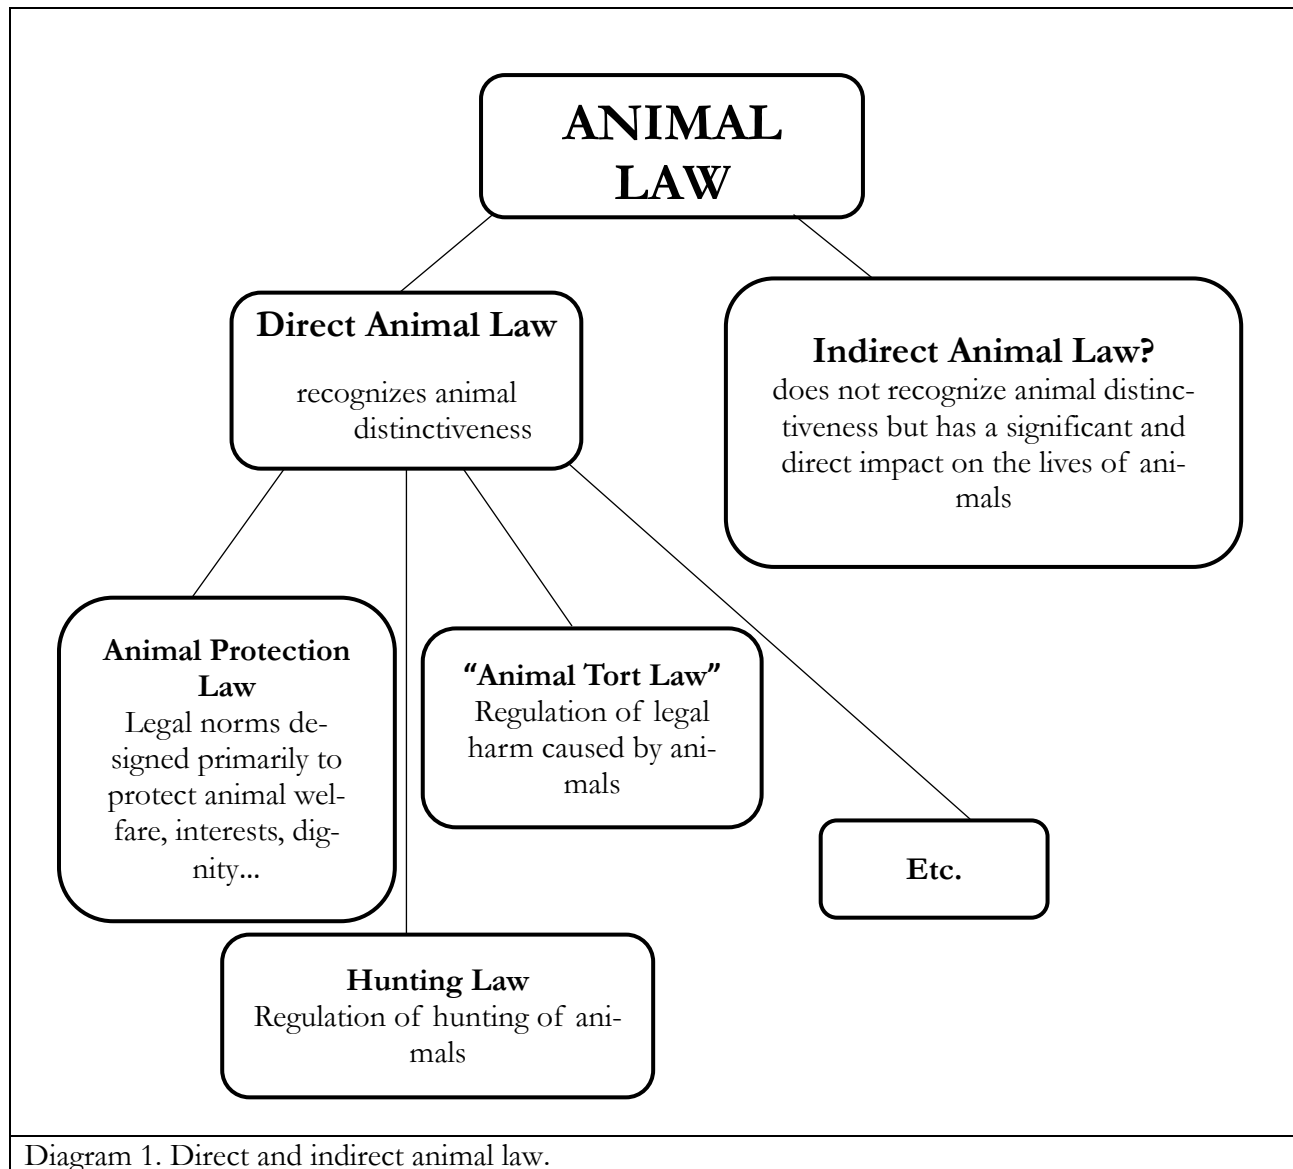 ANIMAL
LAW
Direct Animal Law
recognizes animal
distinctiveness
Indirect Animal Law?
does not recognize animal distinc-
tiveness but has a significant and
direct impact on the lives of ani-
mals
Animal Protection
Law
Legal norms de-
signed primarily to
protect animal wel-
fare, interests, dig-
nity...
“Animal Tort Law”
Regulation of legal
harm caused by ani-
mals
Etc.
Hunting Law
Regulation of hunting of ani-
mals
Diagram 1. Direct and indirect animal law.